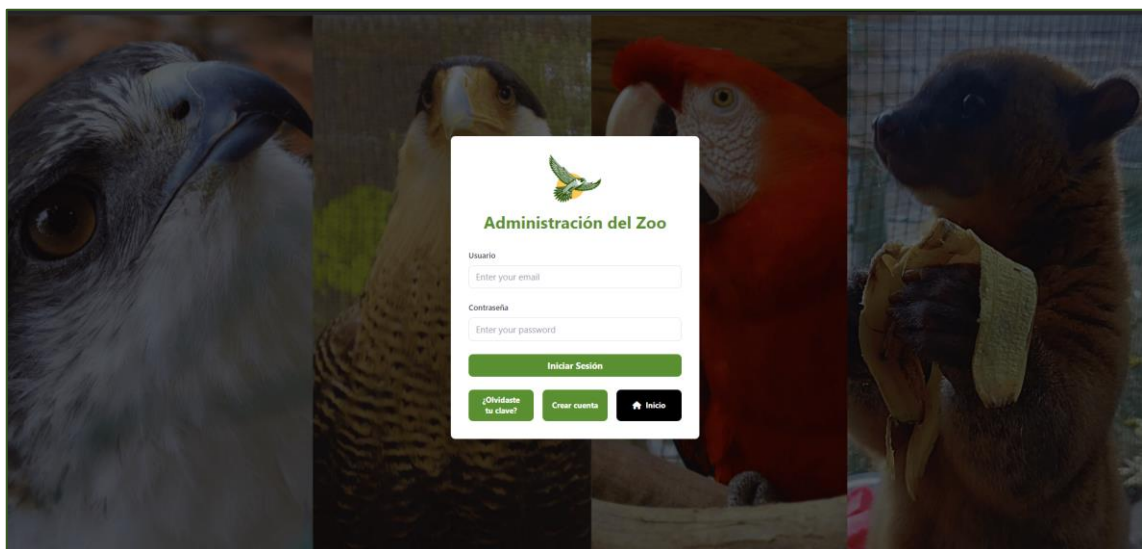 Administración del Zoo
Usuario
Enter your email
Contraseña
Enter your password
Iniciar Sesión
¿Olvidaste
tu clave?
Crear cuenta
Inicio